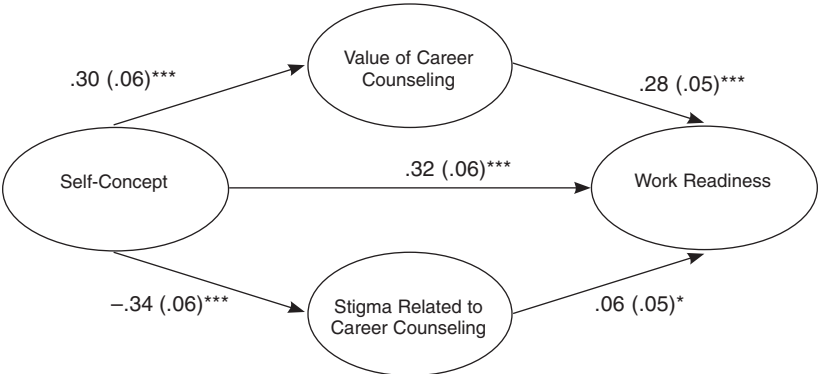 Value of Career
Counseling
.30 (.06)***
.28 (.05)***
Self-Concept
.32 (.06)***
Work Readiness
–.34 (.06)***
Stigma Related to
Career Counseling
.06 (.05)*